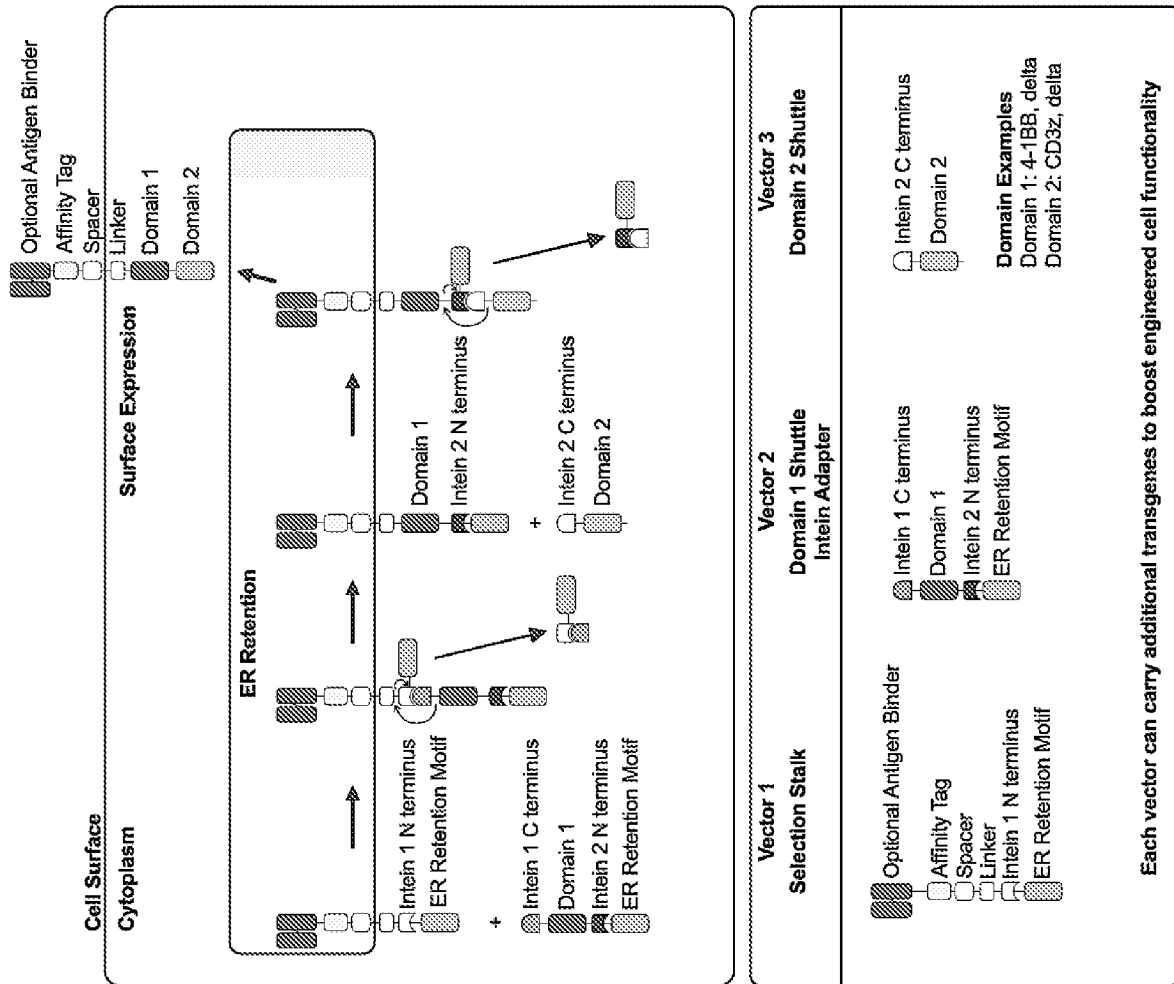 Cell Surface
Cytoplasm
Surface Expression
Optional Antigen Binder
Affinity Tag
Spacer
Linker
Domain 1
Domain 2
ER Retention
Intein 1 N terminus
ER Retention Motif
+
Intein 1 C terminus
Domain 1
Intein 2 N terminus
ER Retention Motif
Domain 1
Intein 2 N terminus
+
Intein 2 C terminus
Domain 2
Vector 1
Selection Stalk
Optional Antigen Binder
Affinity Tag
Spacer
Linker
Intein 1 N terminus
ER Retention Motif
Vector 2
Domain 1 Shuttle
Intein Adapter
Intein 1 C terminus
Domain 1
Intein 2 N terminus
ER Retention Motif
Vector 3
Domain 2 Shuttle
Intein 2 C terminus
Domain 2
Domain Examples
Domain 1: 4-1BB, delta
Domain 2: CD3z, delta
Each vector can carry additional transgenes to boost engineered cell functionality